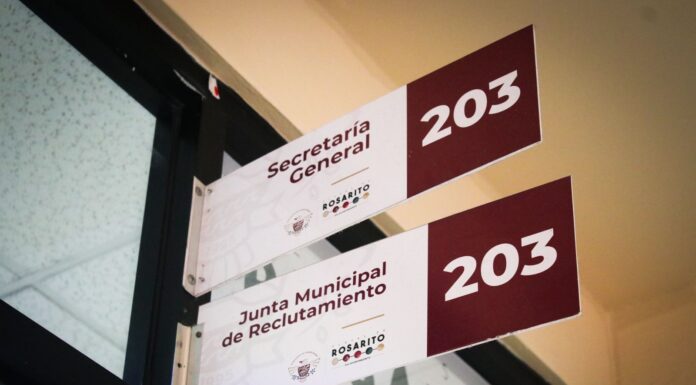 Secretaría
General
203
ROSARITO
Junta Municipal
de Reclutamiento
203
ROSARITO